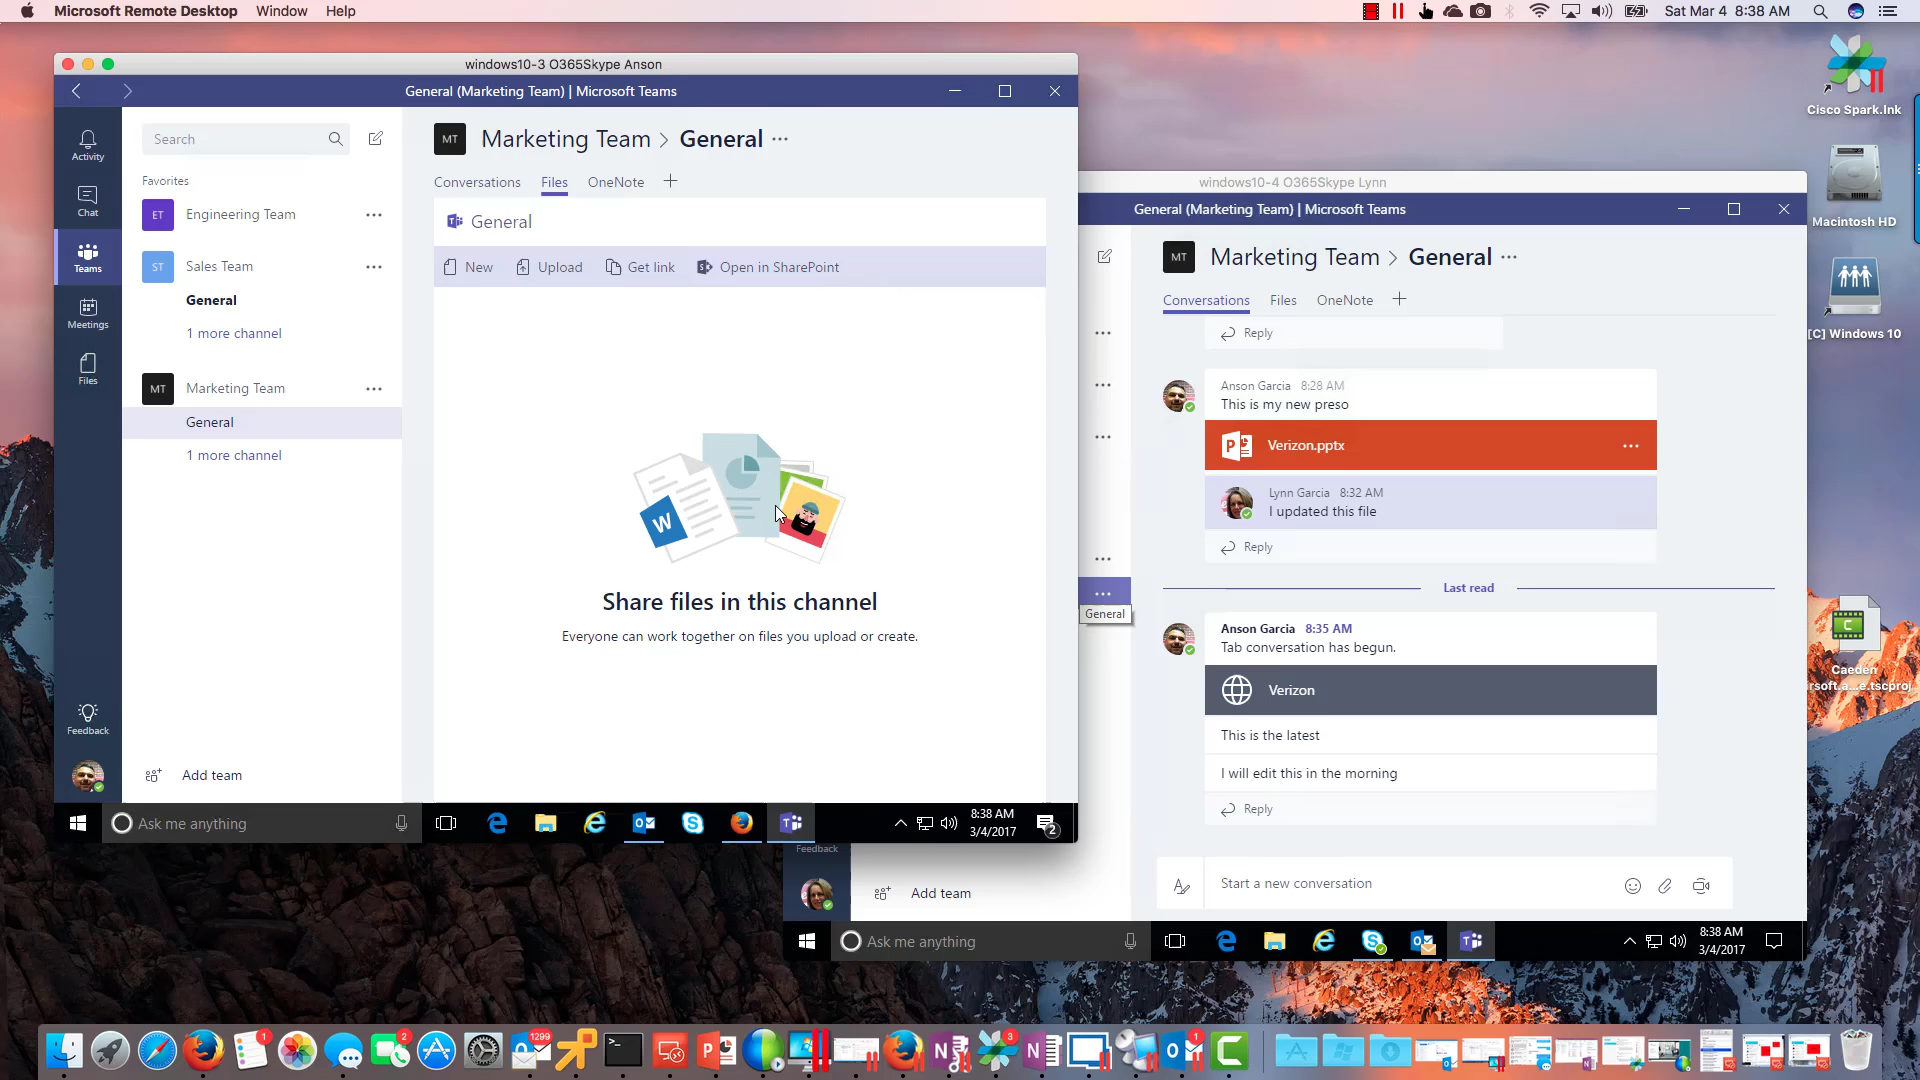 Microsoft Remote Desktop Window Help
Sat Mar 4 8:38 AM
Cisco Spark.lnk
Macintosh HD
[C] Windows 10
Caeden
windows10-3 O365Skype Anson
General (Marketing Team) | Microsoft Teams
Activity
Chat
Teams
Meetings
Files
Feedback
Search
Favorites
ET Engineering Team
ST Sales Team
General
1 more channel
MT Marketing Team
General
1 more channel
Add team
MT Marketing Team > General
Conversations Files OneNote
General
New Upload Get link Open in SharePoint
W
Share files in this channel
Everyone can work together on files you upload or create.
Ask me anything
8:38 AM
3/4/2017
2
windows10-4 O365Skype Lynn
General (Marketing Team) | Microsoft Teams
MT Marketing Team > General
Conversations Files OneNote
Reply
Anson Garcia 8:28 AM
This is my new preso
Verizon.pptx
Lynn Garcia 8:32 AM
I updated this file
Reply
Last read
General
Anson Garcia 8:35 AM
Tab conversation has begun.
Verizon
This is the latest
I will edit this in the morning
Reply
Start a new conversation
Feedback
Add team
Ask me anything
8:38 AM
3/4/2017
1
2
1299
3
1